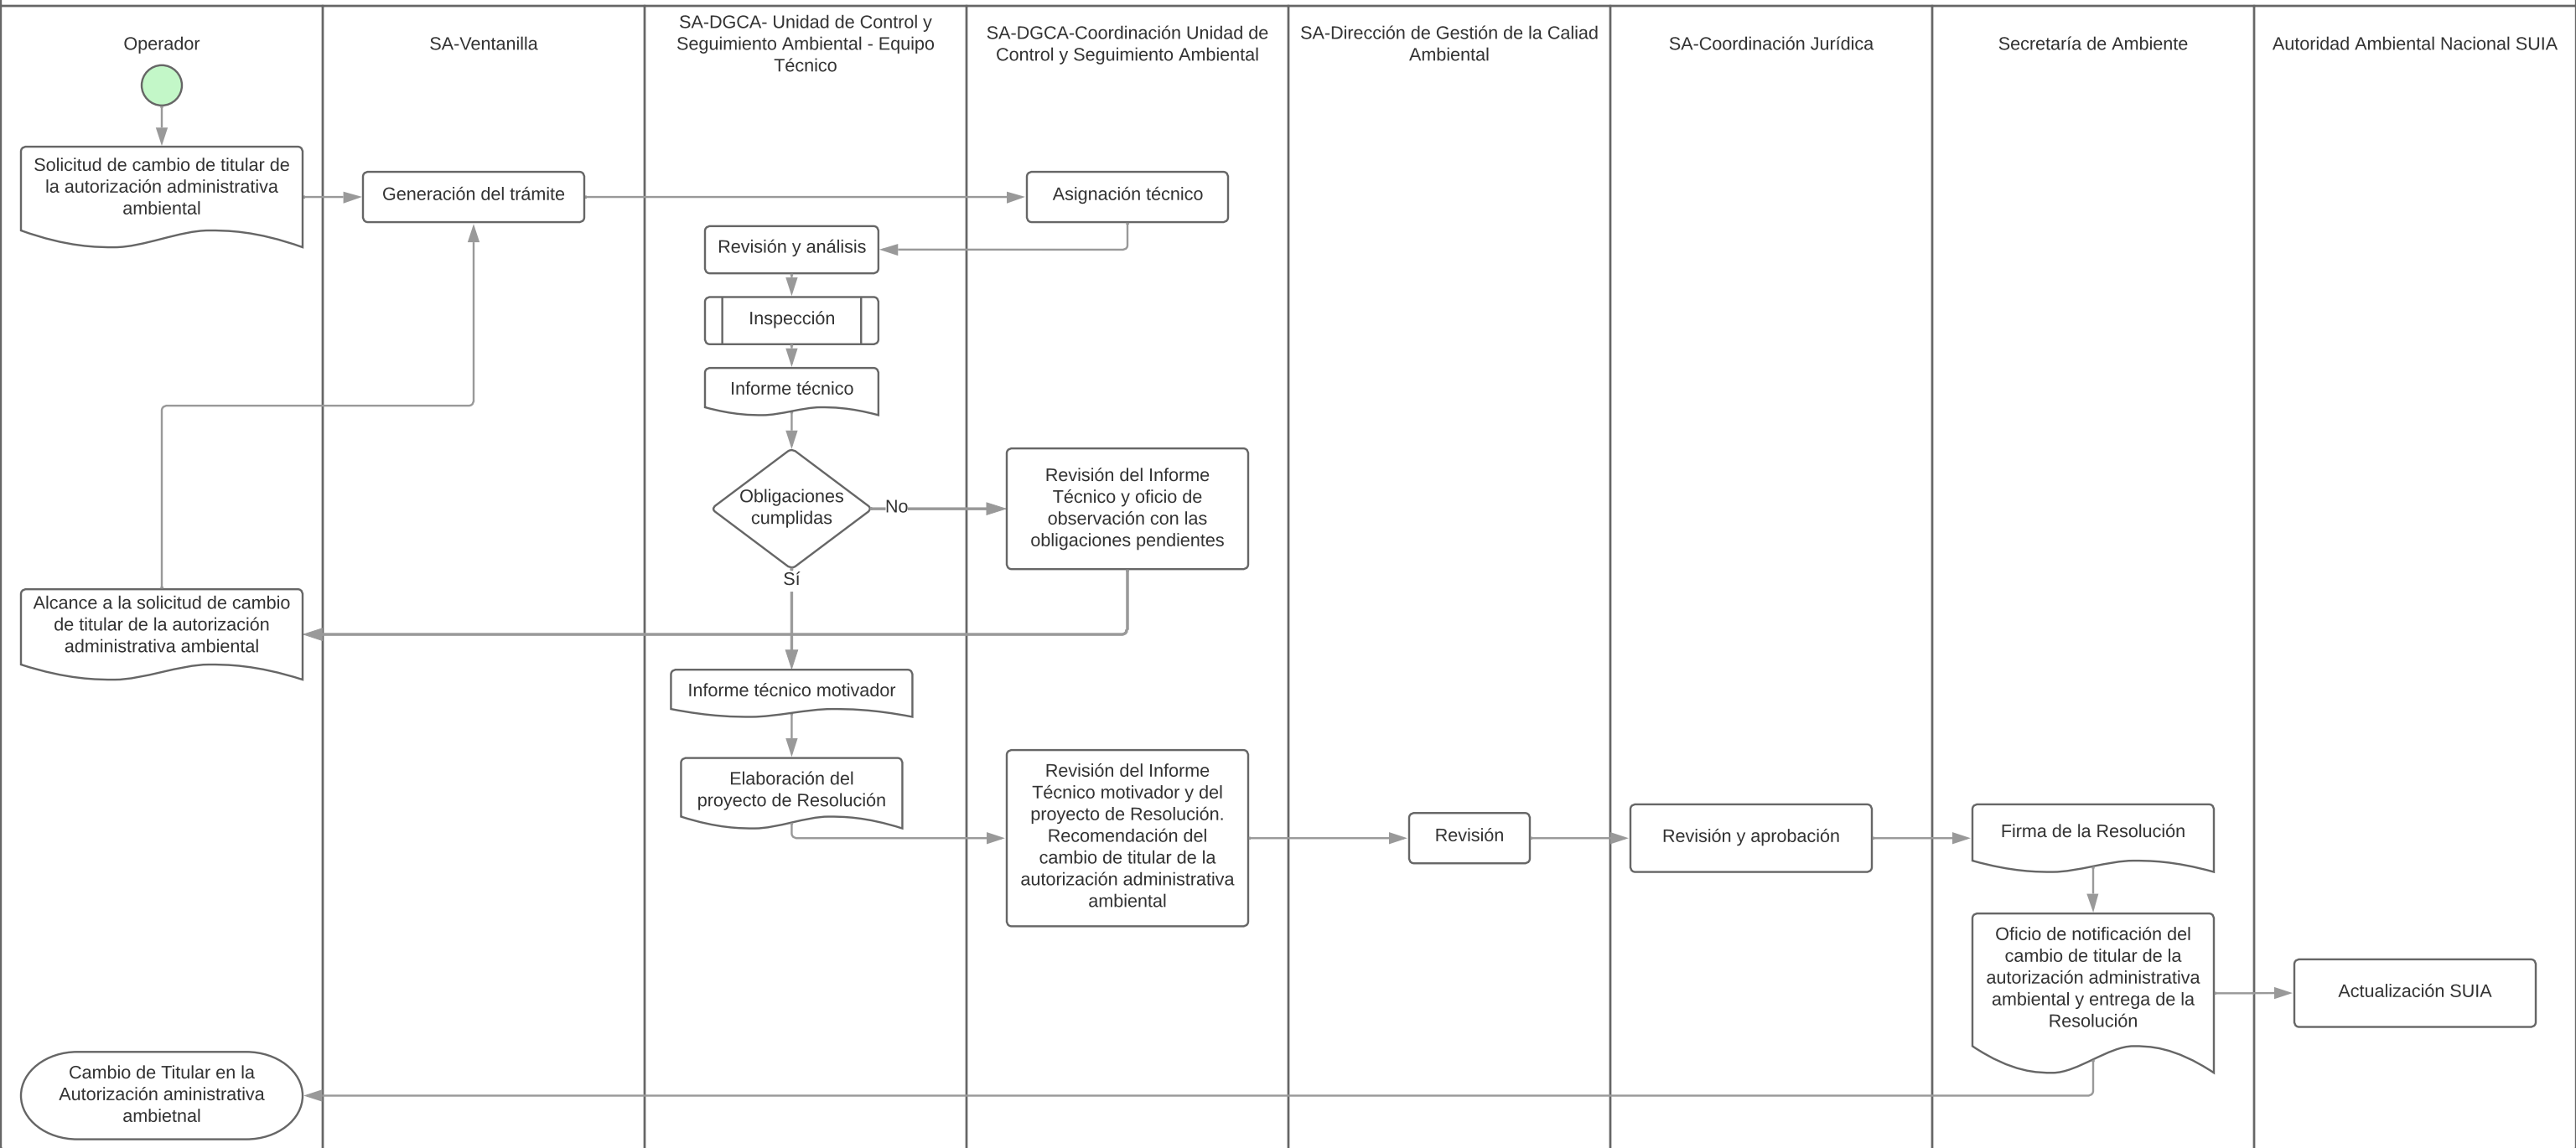 Operador
SA-Ventanilla
SA-DGCA- Unidad de Control y
Seguimiento Ambiental - Equipo
Técnico
SA-DGCA-Coordinación Unidad de
Control y Seguimiento Ambiental
SA-Dirección de Gestión de la Caliad
Ambiental
SA-Coordinación Jurídica
Secretaría de Ambiente
Autoridad Ambiental Nacional SUIA
Solicitud de cambio de titular de
la autorización administrativa
ambiental
Generación del trámite
Asignación técnico
Revisión y análisis
Inspección
Informe técnico
Obligaciones
cumplidas
No
Sí
Revisión del Informe
Técnico y oficio de
observación con las
obligaciones pendientes
Alcance a la solicitud de cambio
de titular de la autorización
administrativa ambiental
Informe técnico motivador
Elaboración del
proyecto de Resolución
Revisión del Informe
Técnico motivador y del
proyecto de Resolución.
Recomendación del
cambio de titular de la
autorización administrativa
ambiental
Revisión
Revisión y aprobación
Firma de la Resolución
Oficio de notificación del
cambio de titular de la
autorización administrativa
ambiental y entrega de la
Resolución
Actualización SUIA
Cambio de Titular en la
Autorización aministrativa
ambietnal